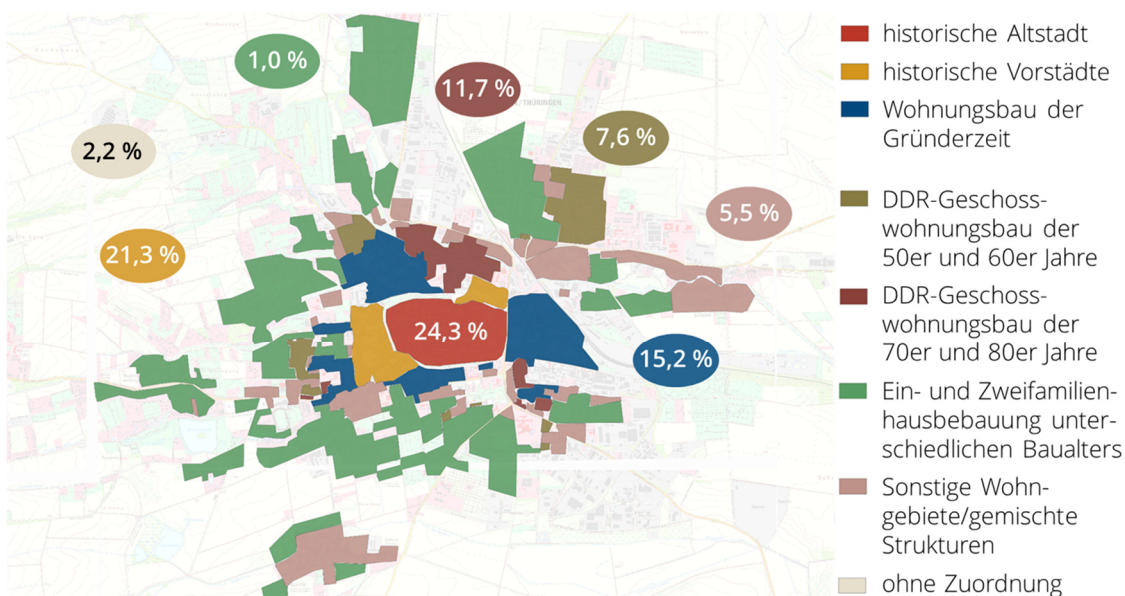 1,0 %
11,7 %
/ THÜRINGEN
7,6 %
2,2 %
5,5 %
21,3 %
24,3 %
15,2 %
historische Altstadt
historische Vorstädte
Wohnungsbau der
Gründerzeit
DDR-Geschoss-
wohnungsbau der
50er und 60er Jahre
DDR-Geschoss-
wohnungsbau der
70er und 80er Jahre
Ein- und Zweifamilien-
hausbebauung unter-
schiedlichen Baualters
Sonstige Wohn-
gebiete/gemischte
Strukturen
ohne Zuordnung